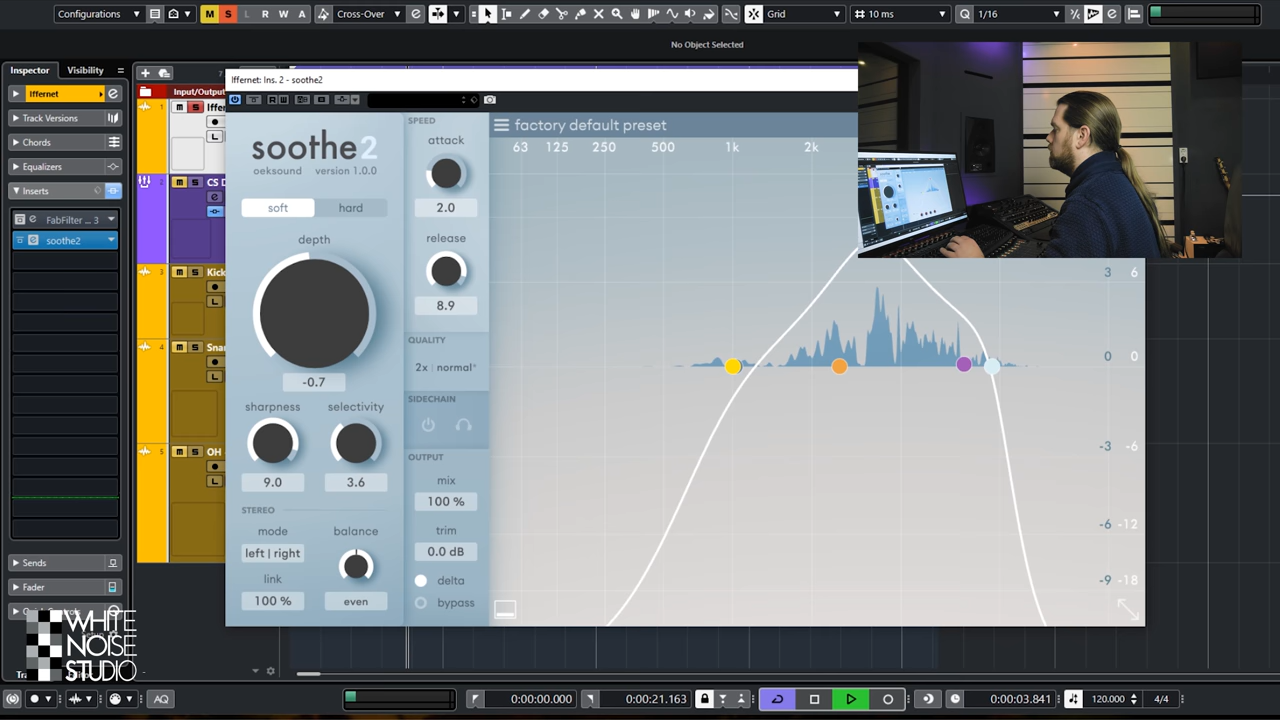 Configurations
M S L R W A
Cross-Over
Grid
10 ms
Q 1/16
No Object Selected
Inspector Visibility
Iffernet
Track Versions
Chords
Equalizers
Inserts
FabFilter ... 3
soothe2
Sends
Fader
Input/Output
1 M S
L
2 M S CS D
3 M S Kick
L
4 M S Snar
L
5 M S OH
L
Iffernet: Ins. 2 - soothe2
soothe2
oeksound version 1.0.0
soft hard
depth
-0.7
sharpness selectivity
9.0 3.6
STEREO
mode balance
left | right
link
100 % even
SPEED
attack
2.0
release
8.9
QUALITY
2x | normal*
SIDECHAIN
OUTPUT
mix
100 %
trim
0.0 dB
delta
bypass
factory default preset
63 125 250 500 1k 2k
3 6
0 0
-3 -6
-6 -12
-9 -18
WHITE
NOISE
STUDIO
AQ
0:00:00.000
0:00:21.163
0:00:03.841
120.000
4/4